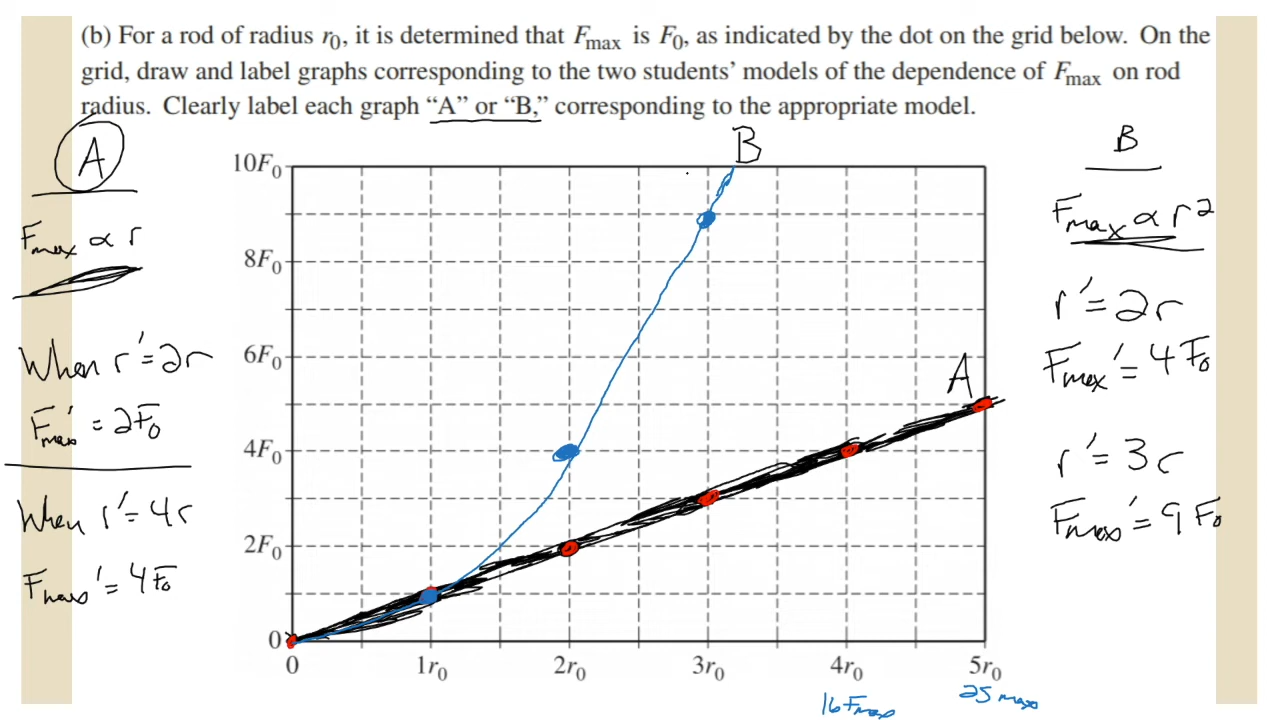 (b) For a rod of radius r₀, it is determined that Fmax is F₀, as indicated by the dot on the grid below. On the
grid, draw and label graphs corresponding to the two students' models of the dependence of Fmax on rod
radius. Clearly label each graph “A” or “B,” corresponding to the appropriate model.
A
Fmax ∝ r
When r' = 2r
Fmax' = 2F₀
When r' = 4r
Fmax' = 4F₀
B
10F₀
8F₀
6F₀
A
4F₀
2F₀
0
0 1r₀ 2r₀ 3r₀ 4r₀ 5r₀
16Fmax 25max
B
Fmax ∝ r²
r' = 2r
Fmax' = 4F₀
r' = 3r
Fmax' = 9F₀